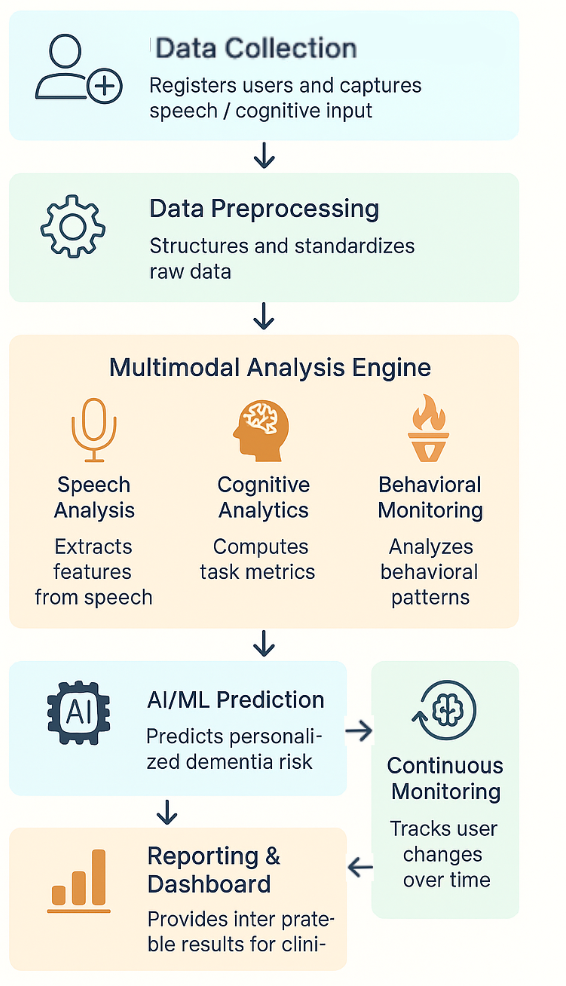 Data Collection
Registers users and captures
speech / cognitive input
Data Preprocessing
Structures and standardizes
raw data
Multimodal Analysis Engine
Speech
Analysis
Extracts
features
from speech
Cognitive
Analytics
Computes
task metrics
Behavioral
Monitoring
Analyzes
behavioral
patterns
AI
AI/ML Prediction
Predicts personali-
zed dementia risk
Continuous
Monitoring
Tracks user
changes
over time
Reporting &
Dashboard
Provides inter prate-
ble results for clini-